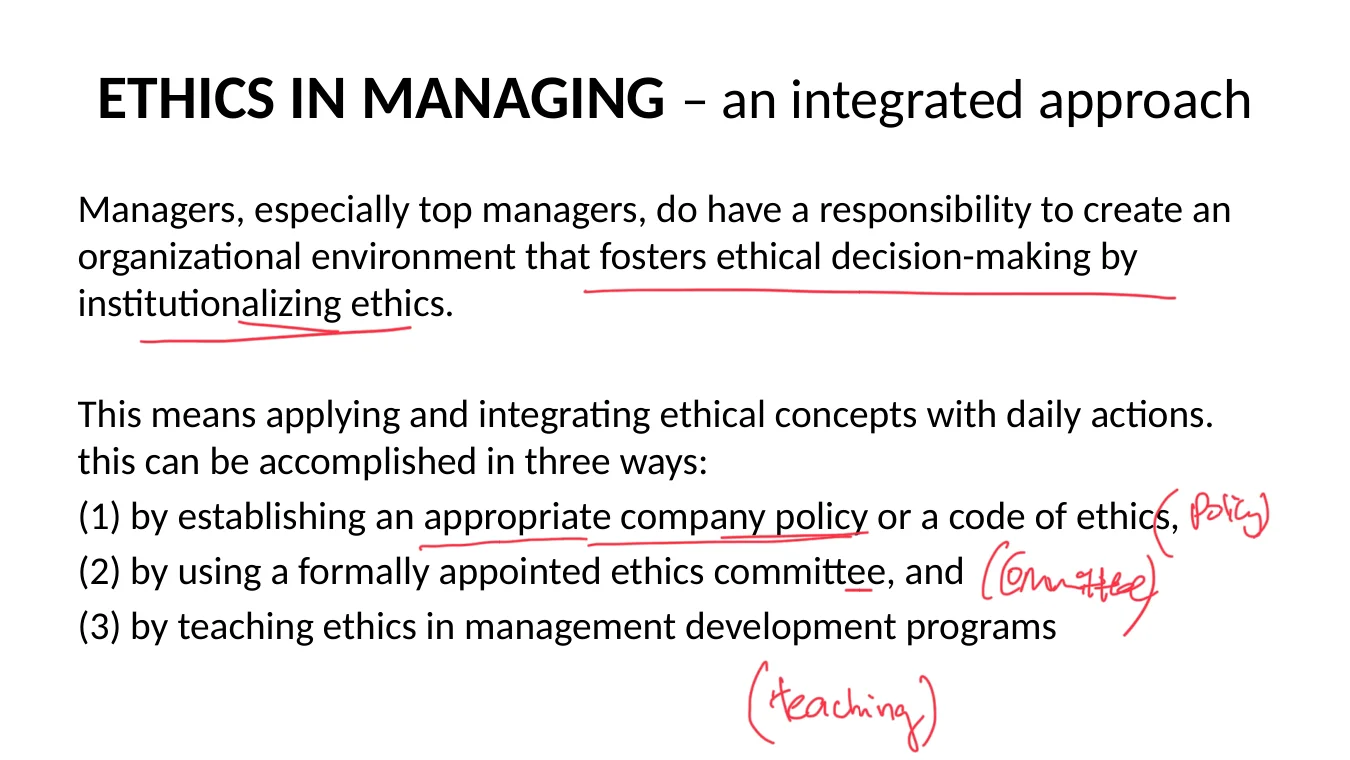 ETHICS IN MANAGING – an integrated approach
Managers, especially top managers, do have a responsibility to create an
organizational environment that fosters ethical decision-making by
institutionalizing ethics.
This means applying and integrating ethical concepts with daily actions.
this can be accomplished in three ways:
(1) by establishing an appropriate company policy or a code of ethics, (Policy)
(2) by using a formally appointed ethics committee, and (Committee)
(3) by teaching ethics in management development programs
(teaching)